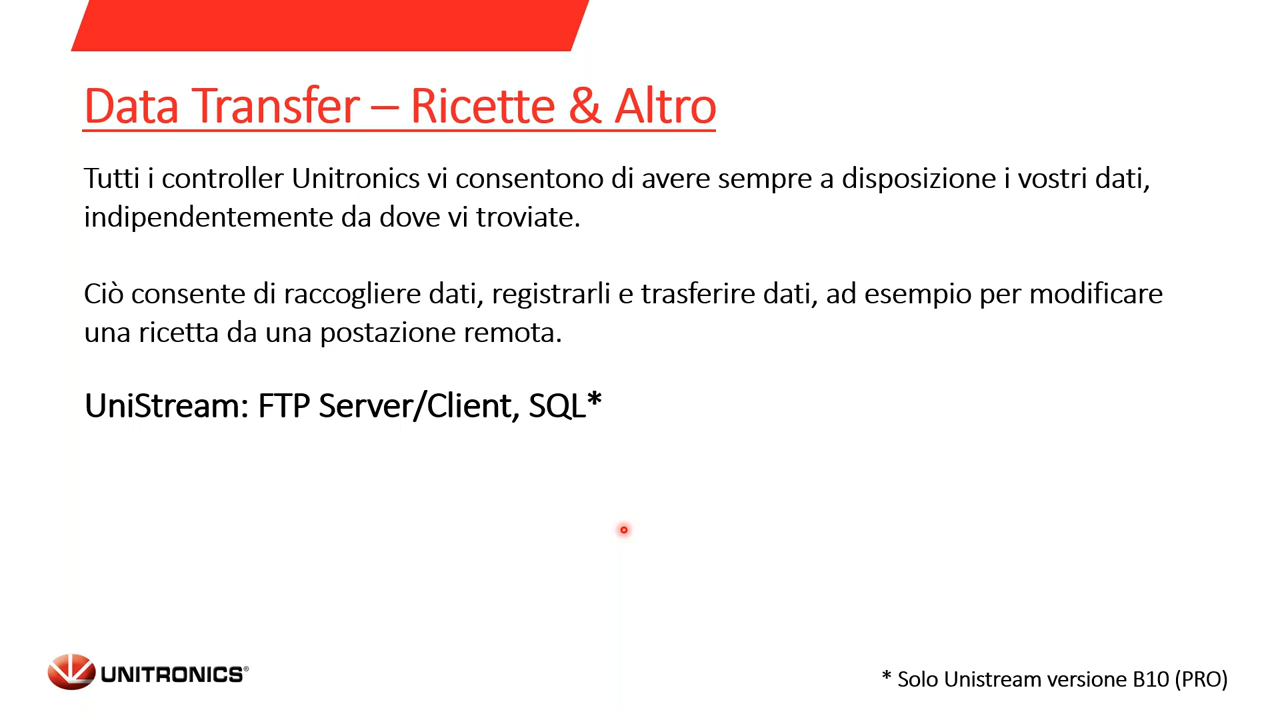 Data Transfer – Ricette & Altro
Tutti i controller Unitronics vi consentono di avere sempre a disposizione i vostri dati,
indipendentemente da dove vi troviate.
Ciò consente di raccogliere dati, registrarli e trasferire dati, ad esempio per modificare
una ricetta da una postazione remota.
UniStream: FTP Server/Client, SQL*
UNITRONICS®
* Solo Unistream versione B10 (PRO)